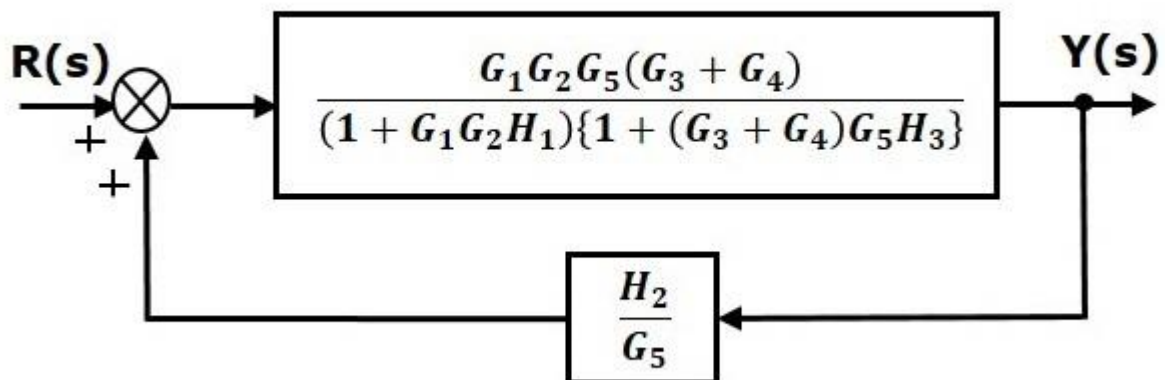 R(s)
+
+
G₁G₂G₅(G₃ + G₄)
(1 + G₁G₂H₁){1 + (G₃ + G₄)G₅H₃}
Y(s)
H₂
G₅